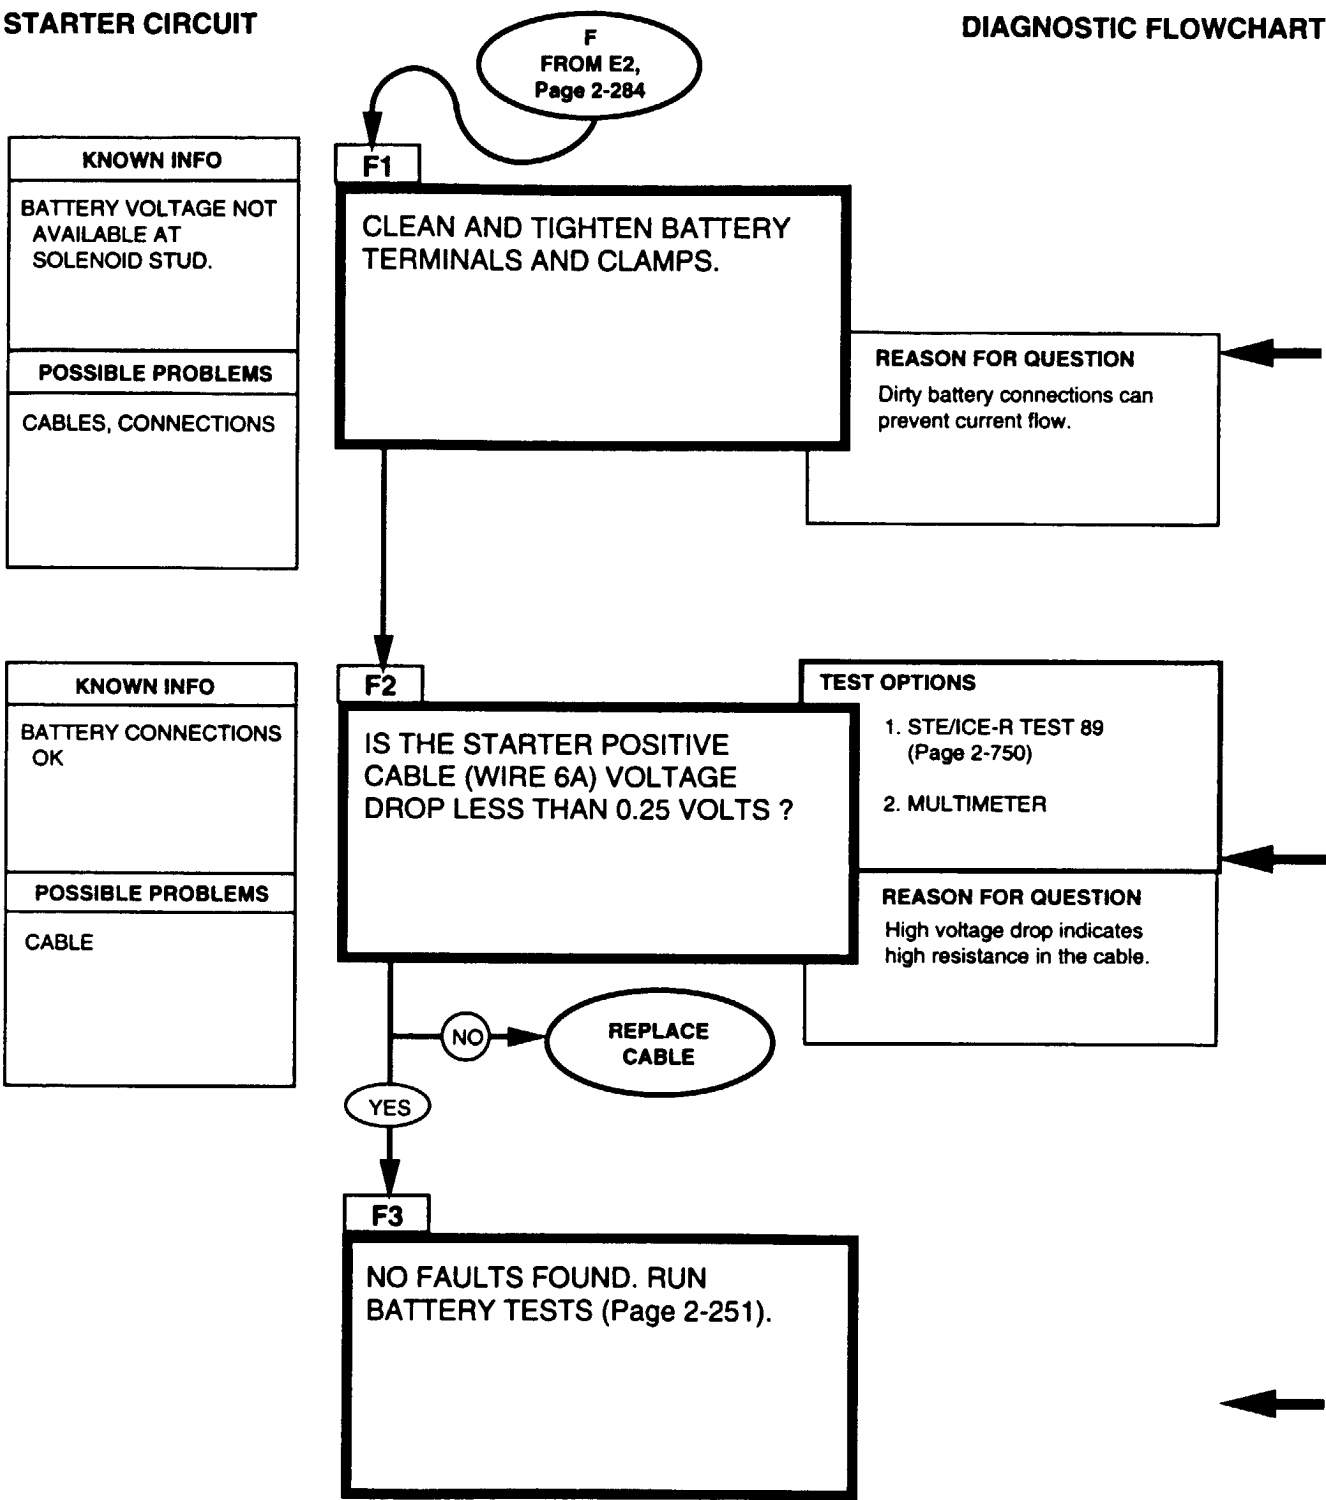 STARTER CIRCUIT
DIAGNOSTIC FLOWCHART
F
FROM E2,
Page 2-284
KNOWN INFO
BATTERY VOLTAGE NOT
AVAILABLE AT
SOLENOID STUD.
POSSIBLE PROBLEMS
CABLES, CONNECTIONS
F1
CLEAN AND TIGHTEN BATTERY
TERMINALS AND CLAMPS.
REASON FOR QUESTION
Dirty battery connections can
prevent current flow.
KNOWN INFO
BATTERY CONNECTIONS
OK
POSSIBLE PROBLEMS
CABLE
F2
IS THE STARTER POSITIVE
CABLE (WIRE 6A) VOLTAGE
DROP LESS THAN 0.25 VOLTS ?
TEST OPTIONS
1. STE/ICE-R TEST 89
(Page 2-750)
2. MULTIMETER
REASON FOR QUESTION
High voltage drop indicates
high resistance in the cable.
NO
REPLACE
CABLE
YES
F3
NO FAULTS FOUND. RUN
BATTERY TESTS (Page 2-251).